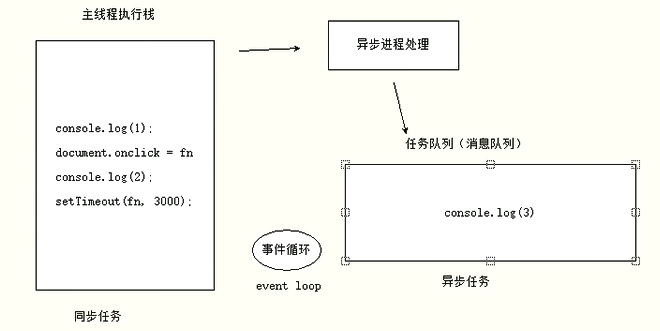 主线程执行栈
console.log(1);
document.onclick = fn
console.log(2);
setTimeout(fn, 3000);
同步任务
异步进程处理
任务队列（消息队列）
console.log(3)
异步任务
事件循环
event loop